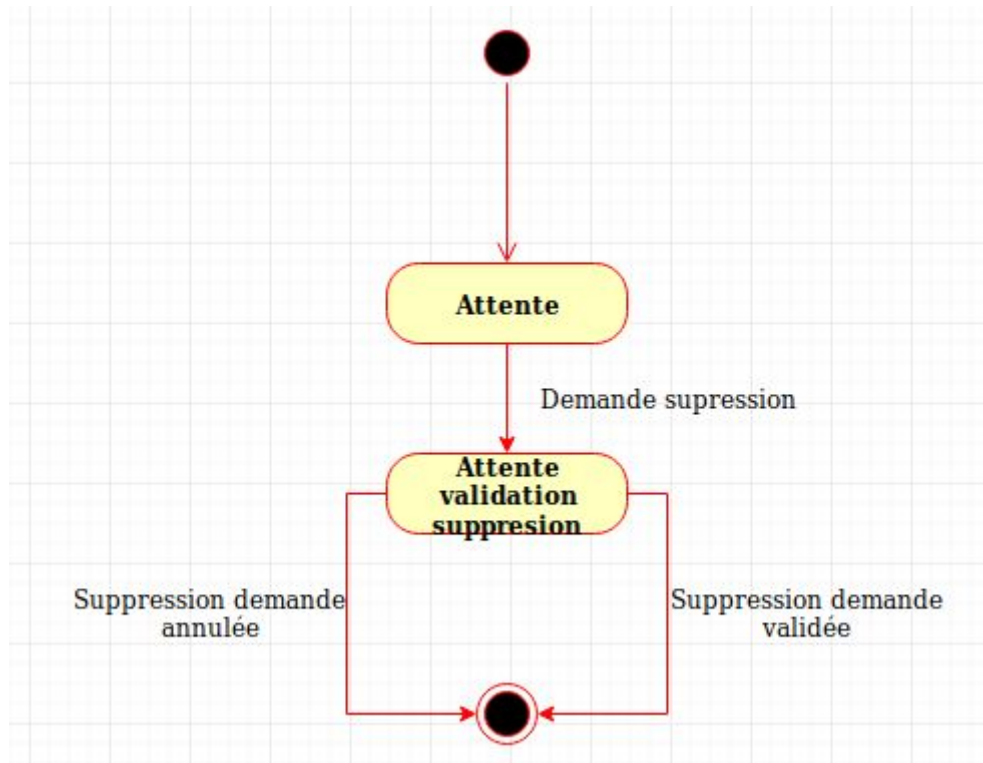 Attente
Demande supression
Attente
validation
suppresion
Suppression demande
annulée
Suppression demande
validée